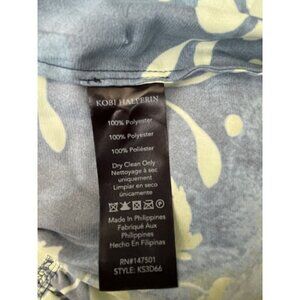 KOBI HALPERIN
100% Polyester
100% Polyester
100% Poliéster
Dry Clean Only
Nettoyage à sec
uniquement
Limpiar en seco
únicamente
Made In Philippines
Fabriqué Aux
Philippines
Hecho En Filipinas
RN#147501
STYLE: KS3D66